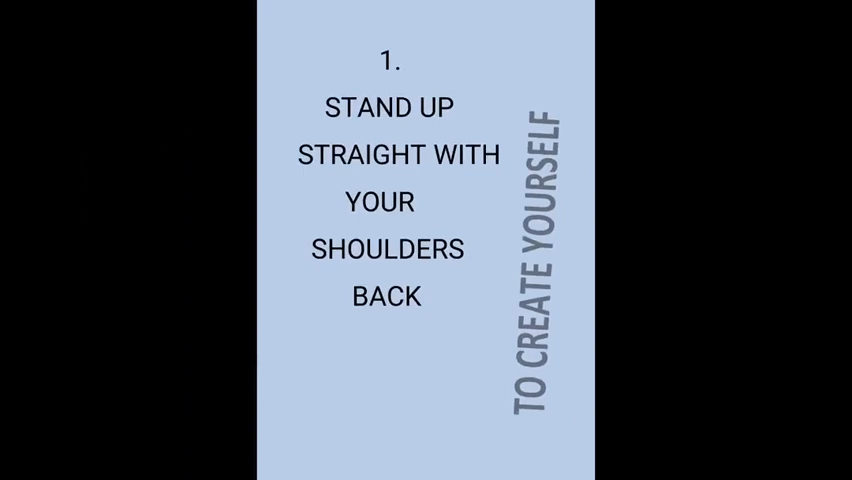 1.
STAND UP
STRAIGHT WITH
YOUR
SHOULDERS
BACK
TO CREATE YOURSELF